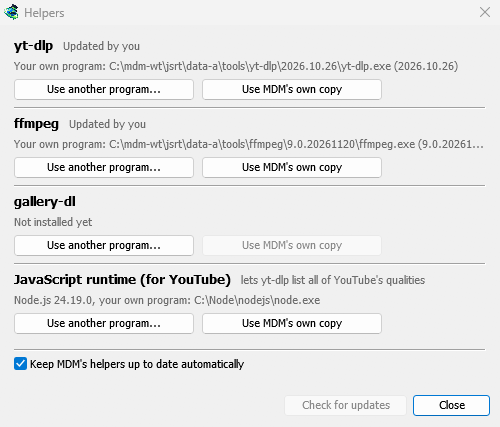 Helpers
yt-dlp Updated by you
Your own program: C:\mdm-wt\jsrt\data-a\tools\yt-dlp\2026.10.26\yt-dlp.exe (2026.10.26)
Use another program... Use MDM's own copy
ffmpeg Updated by you
Your own program: C:\mdm-wt\jsrt\data-a\tools\ffmpeg\9.0.20261120\ffmpeg.exe (9.0.20261...
Use another program... Use MDM's own copy
gallery-dl
Not installed yet
Use another program... Use MDM's own copy
JavaScript runtime (for YouTube) lets yt-dlp list all of YouTube's qualities
Node.js 24.19.0, your own program: C:\Node\nodejs\node.exe
Use another program... Use MDM's own copy
Keep MDM's helpers up to date automatically
Check for updates Close